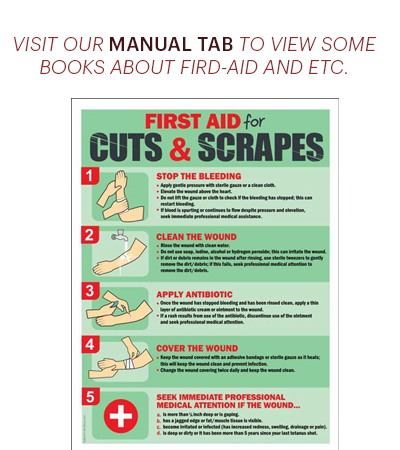 VISIT OUR MANUAL TAB TO VIEW SOME
BOOKS ABOUT FIRD-AID AND ETC.
FIRST AID for
CUTS & SCRAPES
1
STOP THE BLEEDING
• Apply gentle pressure with sterile gauze or a clean cloth.
• Elevate the wound above the heart.
• Do not lift the gauze or cloth to check if the bleeding has stopped; this can
restart bleeding.
• If blood is spurting or continues to flow despite pressure and elevation,
seek immediate professional medical assistance.
2
CLEAN THE WOUND
• Rinse the wound with clean water.
• Do not use soap, iodine, alcohol or hydrogen peroxide; this can irritate the wound.
• If dirt or debris remains in the wound after rinsing, use sterile tweezers to gently
remove the dirt/debris; if this fails, seek professional medical attention to
remove the dirt/debris.
3
APPLY ANTIBIOTIC
• Once the wound has stopped bleeding and has been rinsed clean, apply a thin
layer of antibiotic cream or ointment to the wound.
• If a rash results from use of the antibiotic, discontinue use of the ointment
and seek professional medical attention.
4
COVER THE WOUND
• Keep the wound covered with an adhesive bandage or sterile gauze as it heals;
this will keep the wound clean and prevent infection.
• Change the wound covering twice daily and keep the wound clean.
5
SEEK IMMEDIATE PROFESSIONAL
MEDICAL ATTENTION IF THE WOUND...
a. is more than ¼ inch deep or is gaping.
b. has a jagged edge or fat/muscle tissue is visible.
c. become irritated or infected (has increased redness, swelling, drainage or pain).
d. is deep or dirty or it has been more than 5 years since your last tetanus shot.